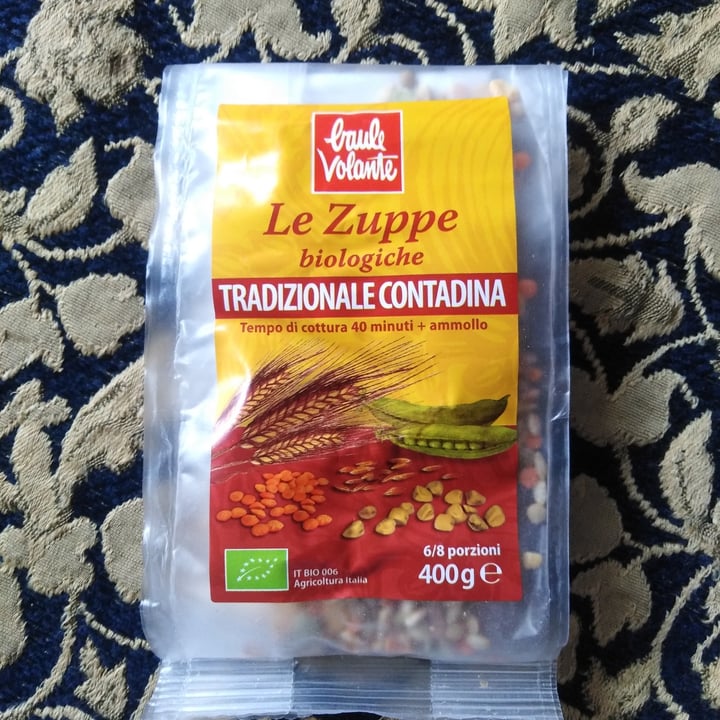 baule
Volante
Le Zuppe
biologiche
TRADIZIONALE CONTADINA
Tempo di cottura 40 minuti + ammollo
6/8 porzioni
400g ℮
IT BIO 006
Agricoltura Italia